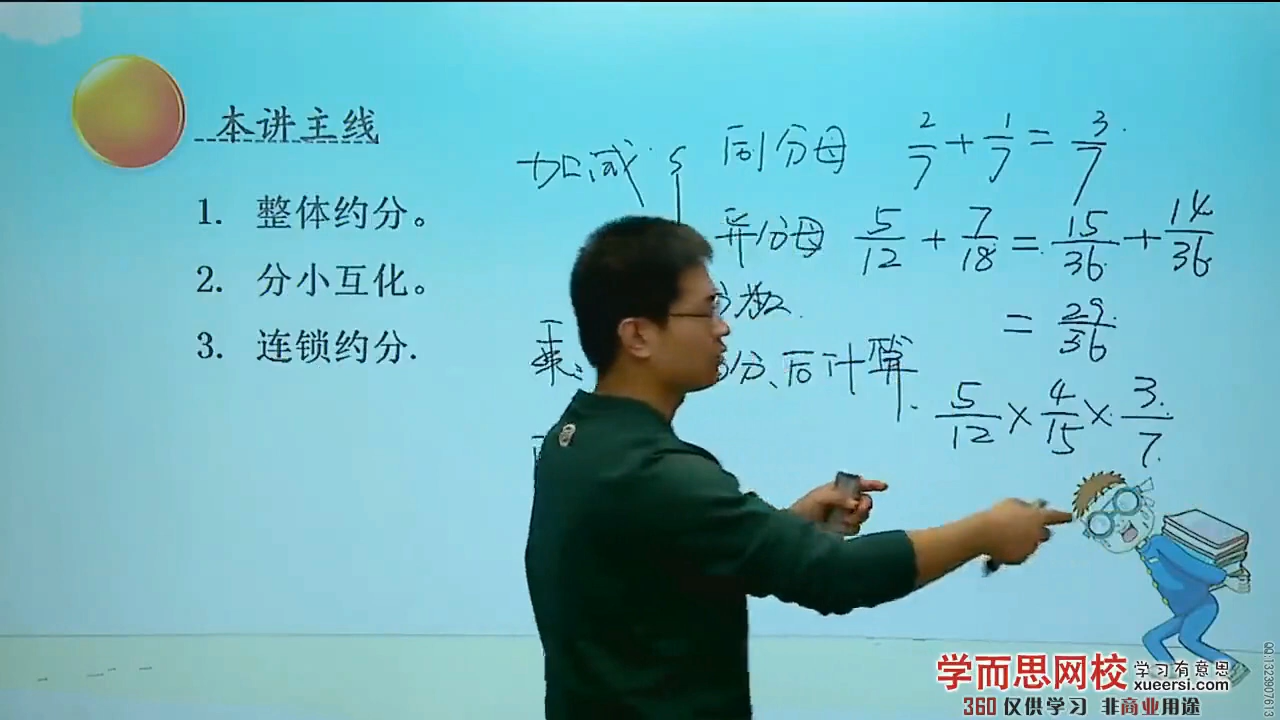 本讲主线
1. 整体约分。
2. 分小互化。
3. 连锁约分.
加减 { 同分母 2/7 + 1/7 = 3/7
异分母 5/12 + 7/18 = 15/36 + 14/36
分数
= 29/36
乘: 分、后计算.
5/12 × 4/15 × 3/7
学而思网校 学习有意思
xueersi.com
360 仅供学习 非商业用途
QQ:1323907613